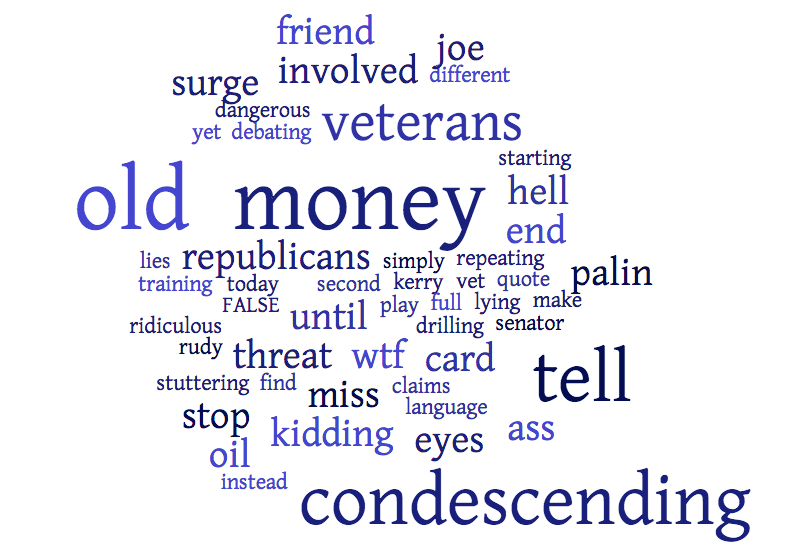 friend
joe
involved different
surge
dangerous
yet debating veterans
starting
old money hell
end
lies republicans simply repeating
training today second kerry vet quote palin
FALSE until play full lying make
ridiculous drilling senator
rudy threat wtf card tell
stuttering find miss claims
stop language
kidding eyes ass
oil
instead condescending